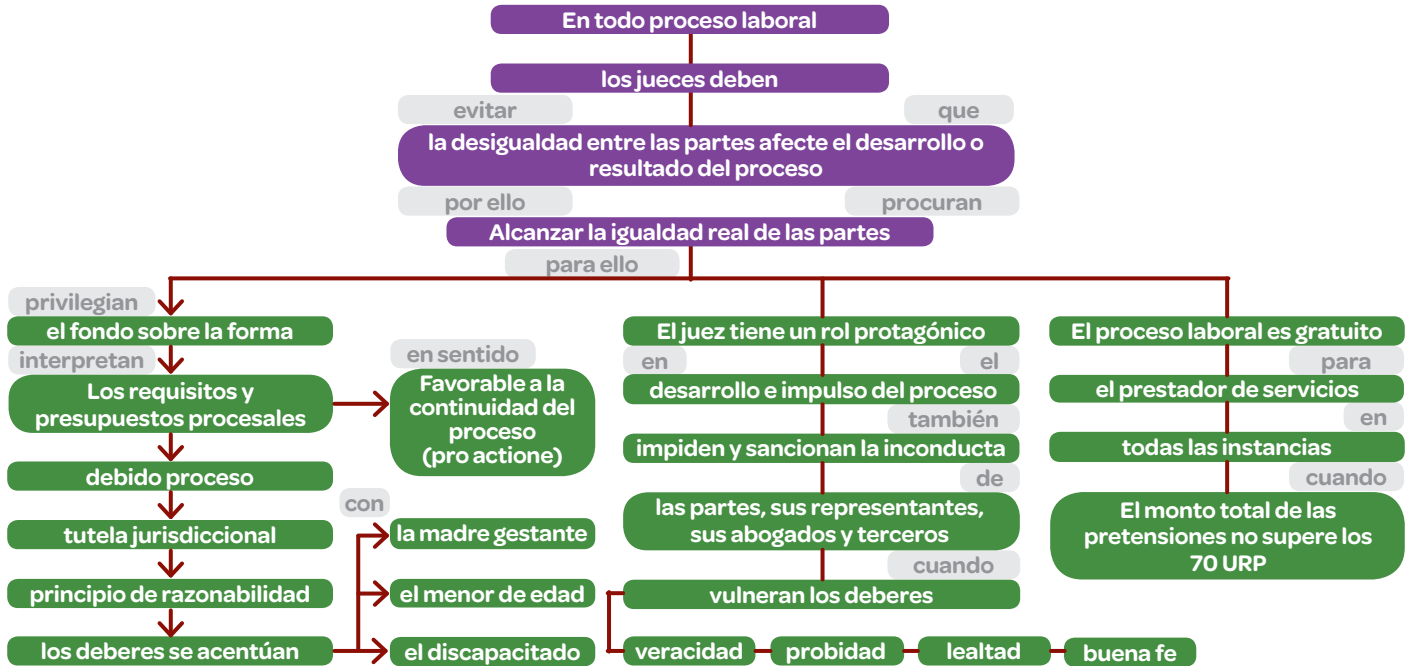 En todo proceso laboral
los jueces deben
evitar
que
la desigualdad entre las partes afecte el desarrollo o
resultado del proceso
por ello
procuran
Alcanzar la igualdad real de las partes
para ello
privilegian
el fondo sobre la forma
interpretan
Los requisitos y
presupuestos procesales
en sentido
Favorable a la
continuidad del
proceso
(pro actione)
debido proceso
tutela jurisdiccional
principio de razonabilidad
los deberes se acentúan
con
la madre gestante
el menor de edad
el discapacitado
El juez tiene un rol protagónico
en
el
desarrollo e impulso del proceso
también
impiden y sancionan la inconducta
de
las partes, sus representantes,
sus abogados y terceros
cuando
vulneran los deberes
veracidad
probidad
lealtad
buena fe
El proceso laboral es gratuito
para
el prestador de servicios
en
todas las instancias
cuando
El monto total de las
pretensiones no supere los
70 URP